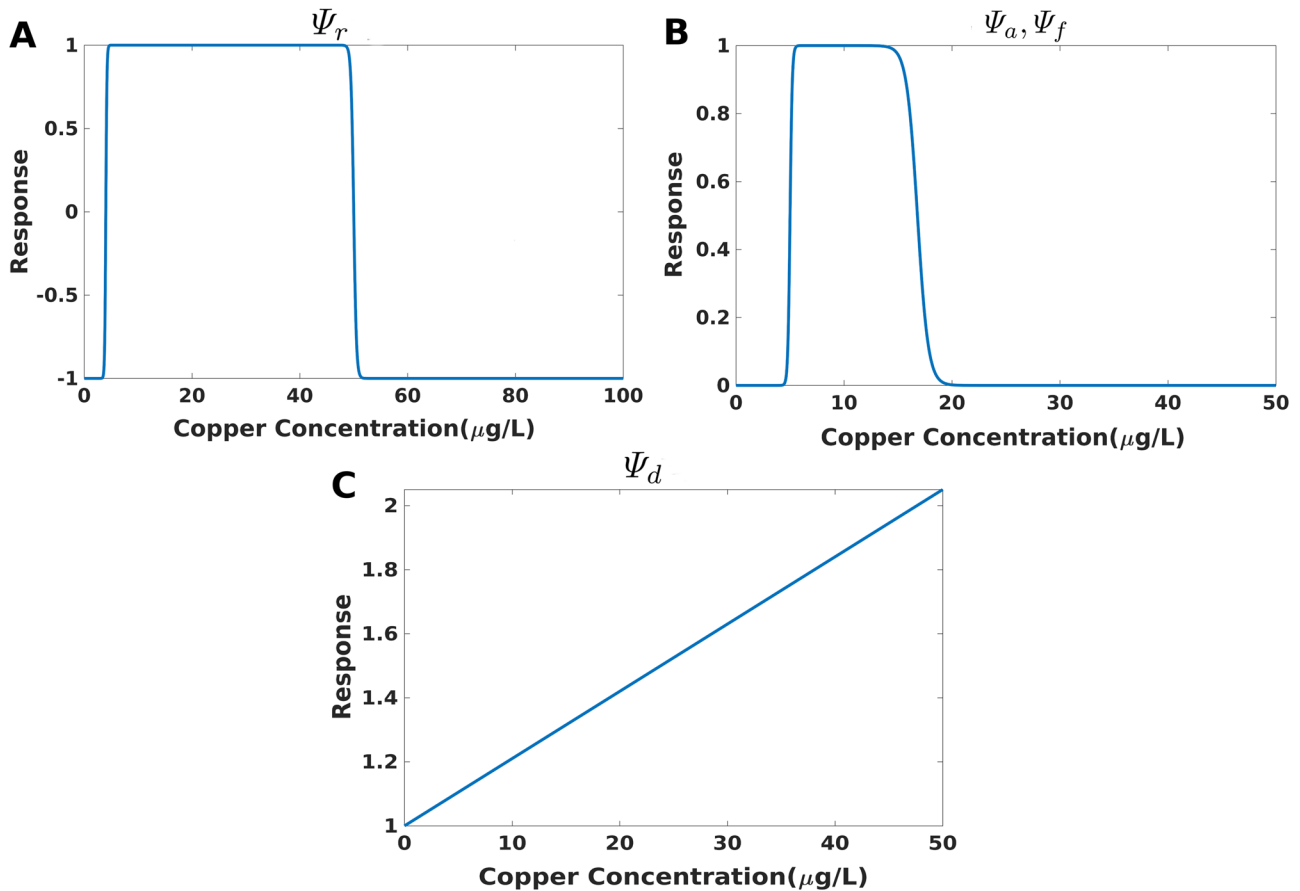 A
Ψr
1
0.5
0
-0.5
-1
Response
0 20 40 60 80 100
Copper Concentration(μg/L)
B
Ψa, Ψf
1
0.8
0.6
0.4
0.2
0
Response
0 10 20 30 40 50
Copper Concentration(μg/L)
C
Ψd
2
1.8
1.6
1.4
1.2
1
Response
0 10 20 30 40 50
Copper Concentration(μg/L)